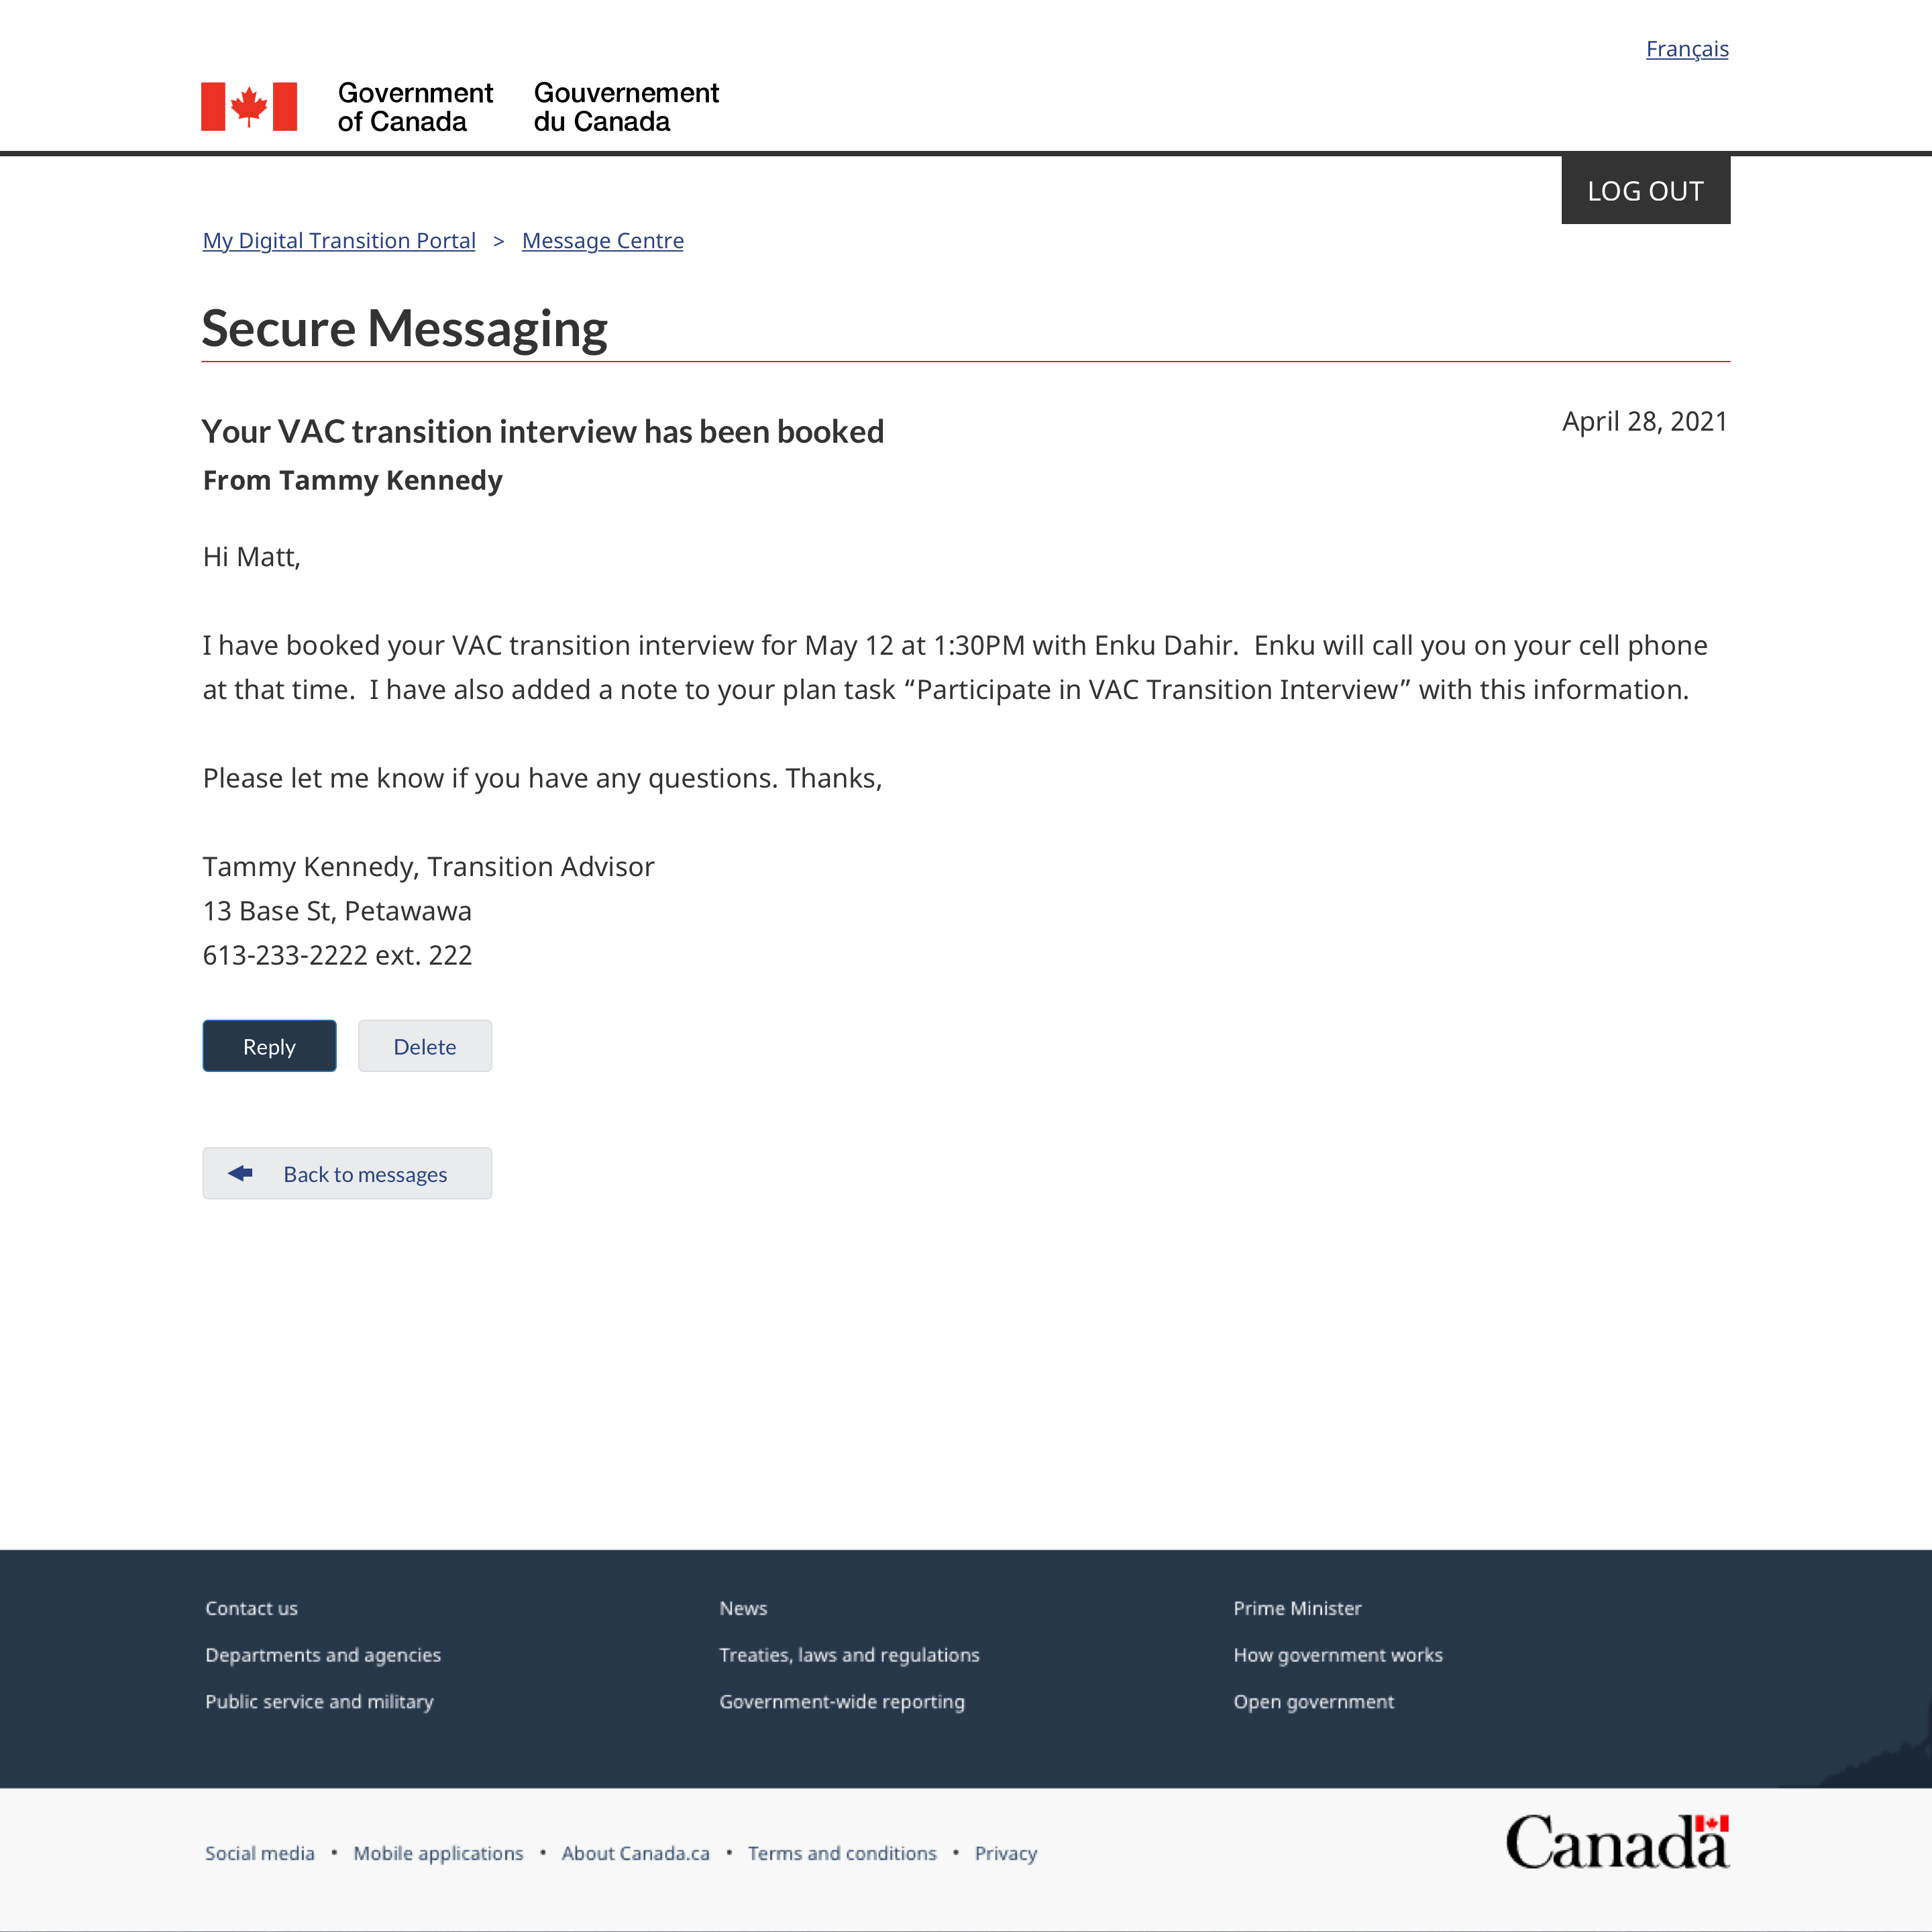 Français
Government of Canada
Gouvernement du Canada
LOG OUT
My Digital Transition Portal > Message Centre
Secure Messaging
Your VAC transition interview has been booked
April 28, 2021
From Tammy Kennedy
Hi Matt,
I have booked your VAC transition interview for May 12 at 1:30PM with Enku Dahir.  Enku will call you on your cell phone
at that time.  I have also added a note to your plan task “Participate in VAC Transition Interview” with this information.
Please let me know if you have any questions. Thanks,
Tammy Kennedy, Transition Advisor
13 Base St, Petawawa
613-233-2222 ext. 222
Reply Delete
Back to messages
Contact us News Prime Minister
Departments and agencies Treaties, laws and regulations How government works
Public service and military Government-wide reporting Open government
Social media • Mobile applications • About Canada.ca • Terms and conditions • Privacy
Canada